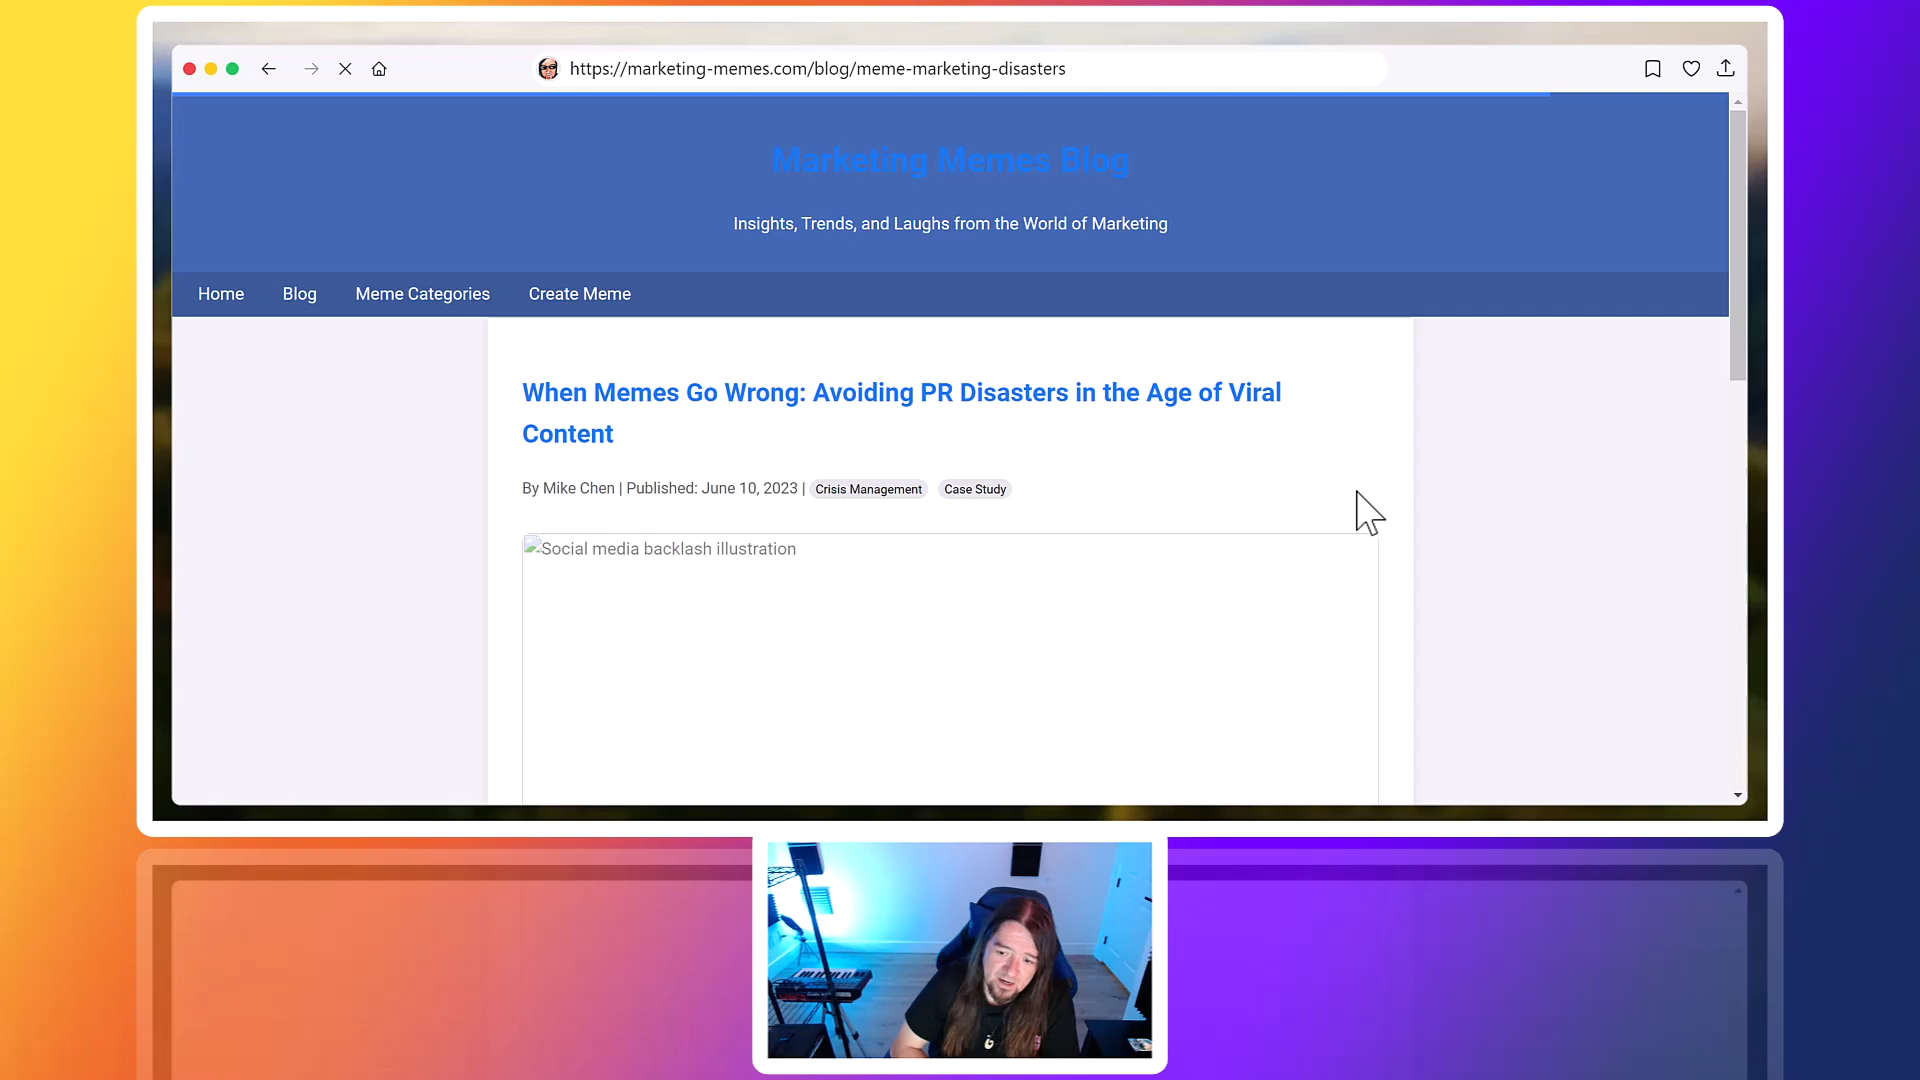 https://marketing-memes.com/blog/meme-marketing-disasters
Marketing Memes Blog
Insights, Trends, and Laughs from the World of Marketing
Home Blog Meme Categories Create Meme
When Memes Go Wrong: Avoiding PR Disasters in the Age of Viral
Content
By Mike Chen | Published: June 10, 2023 | Crisis Management Case Study
Social media backlash illustration